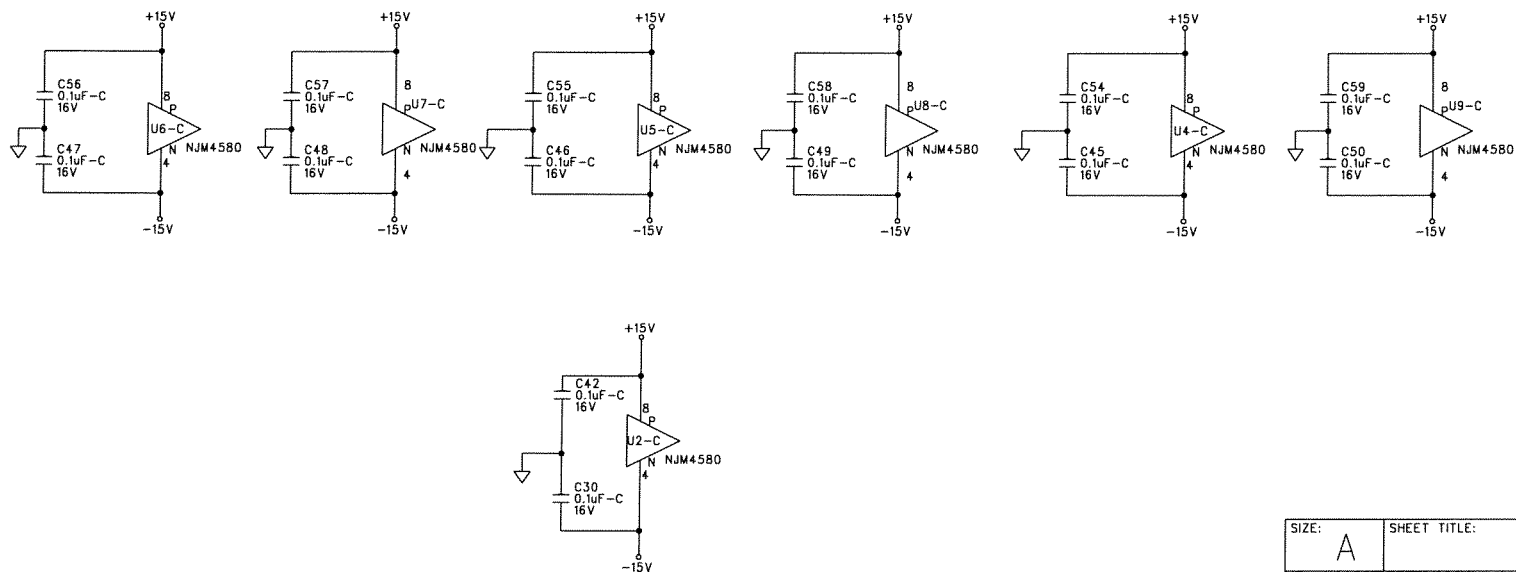 +15V
C56
0.1uF-C
16V
8
P
U6-C
N
NJM4580
C47
0.1uF-C
16V
4
-15V
+15V
C57
0.1uF-C
16V
8
P
U7-C
N
NJM4580
C48
0.1uF-C
16V
4
-15V
+15V
C55
0.1uF-C
16V
8
P
U5-C
N
NJM4580
C46
0.1uF-C
16V
4
-15V
+15V
C58
0.1uF-C
16V
8
P
U8-C
N
NJM4580
C49
0.1uF-C
16V
4
-15V
+15V
C54
0.1uF-C
16V
8
P
U4-C
N
NJM4580
C45
0.1uF-C
16V
4
-15V
+15V
C59
0.1uF-C
16V
8
P
U9-C
N
NJM4580
C50
0.1uF-C
16V
4
-15V
+15V
C42
0.1uF-C
16V
8
P
U2-C
N
NJM4580
4
C30
0.1uF-C
16V
-15V
SIZE:
A
SHEET TITLE: